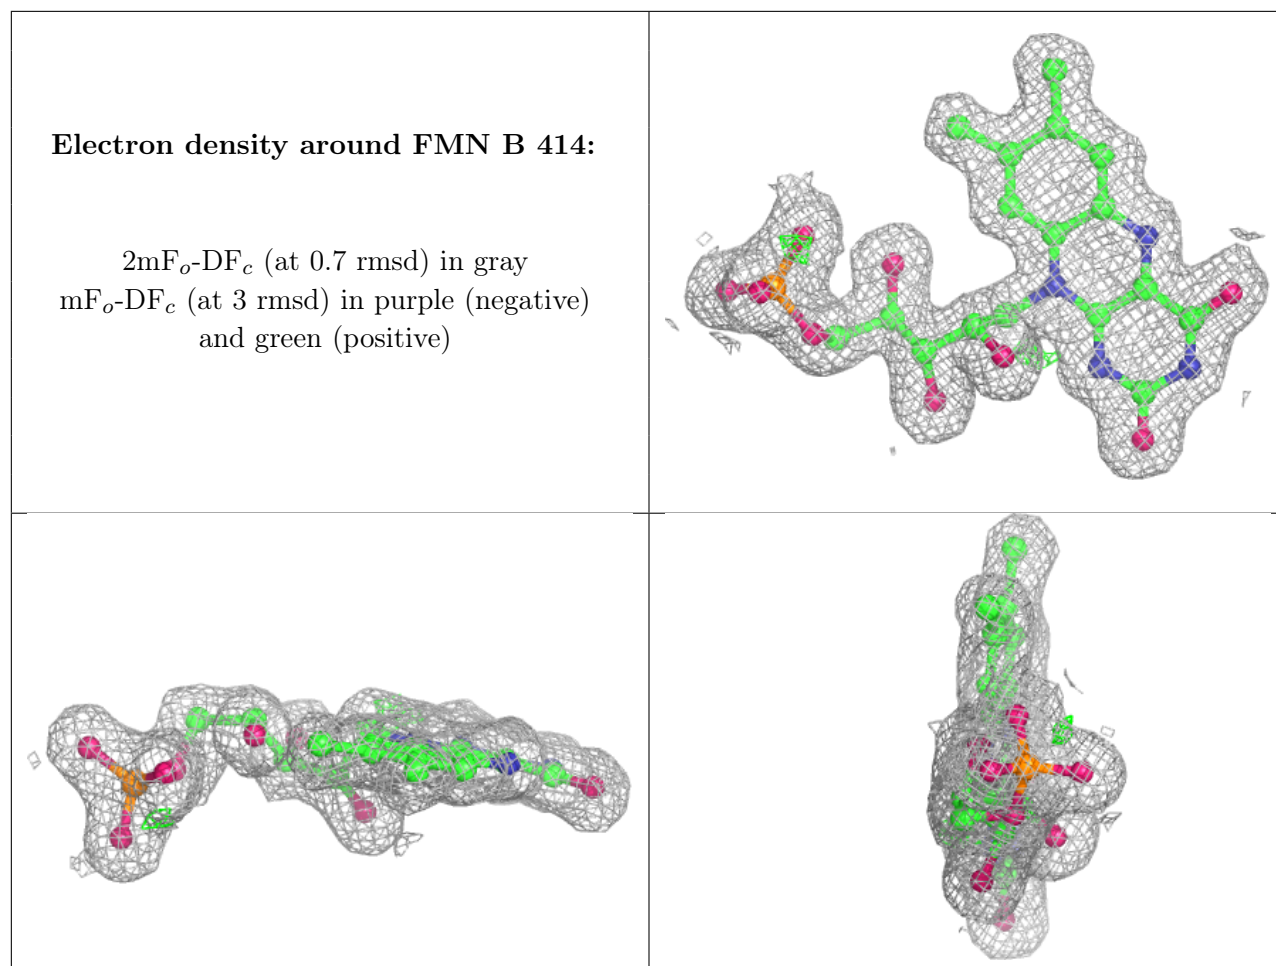 Electron density around FMN B 414:
2mFo-DFc (at 0.7 rmsd) in gray
mFo-DFc (at 3 rmsd) in purple (negative)
and green (positive)